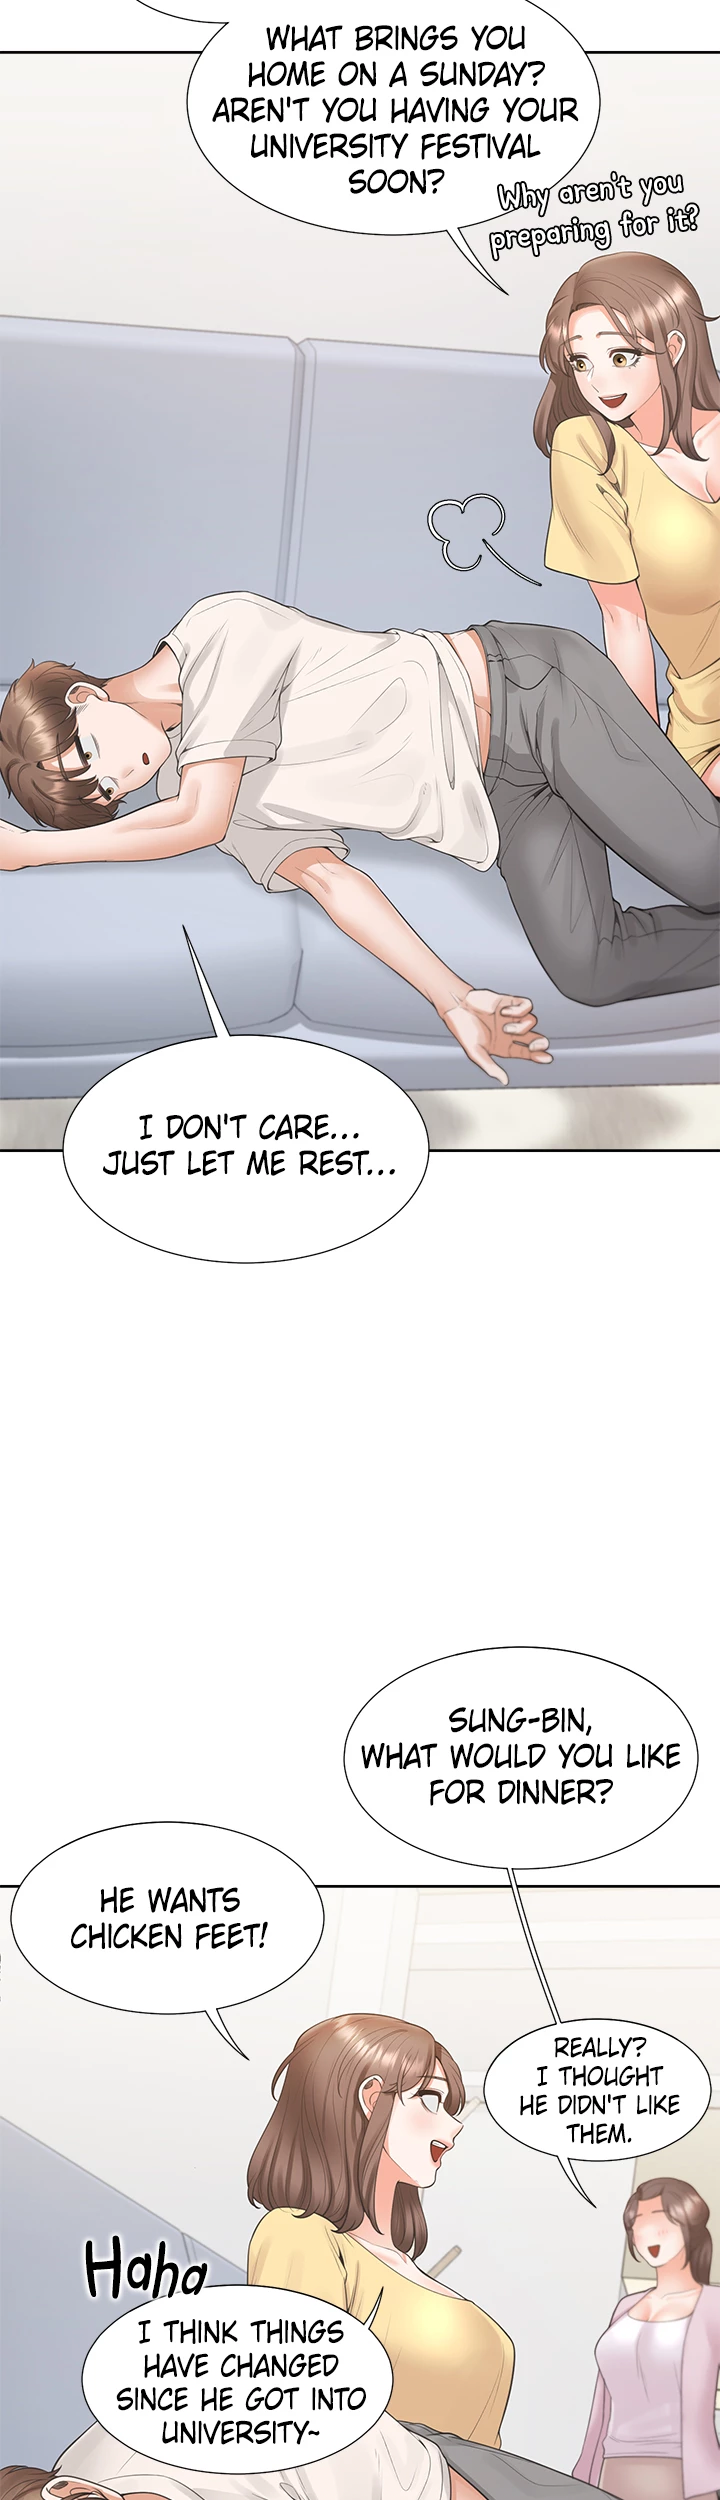 WHAT BRINGS YOU
HOME ON A SUNDAY?
AREN'T YOU HAVING YOUR
UNIVERSITY FESTIVAL
SOON?
Why aren't you
preparing for it?
I DON'T CARE...
JUST LET ME REST...
SUNG-BIN,
WHAT WOULD YOU LIKE
FOR DINNER?
HE WANTS
CHICKEN FEET!
REALLY?
I THOUGHT
HE DIDN'T LIKE
THEM.
Haha
I THINK THINGS
HAVE CHANGED
SINCE HE GOT INTO
UNIVERSITY~